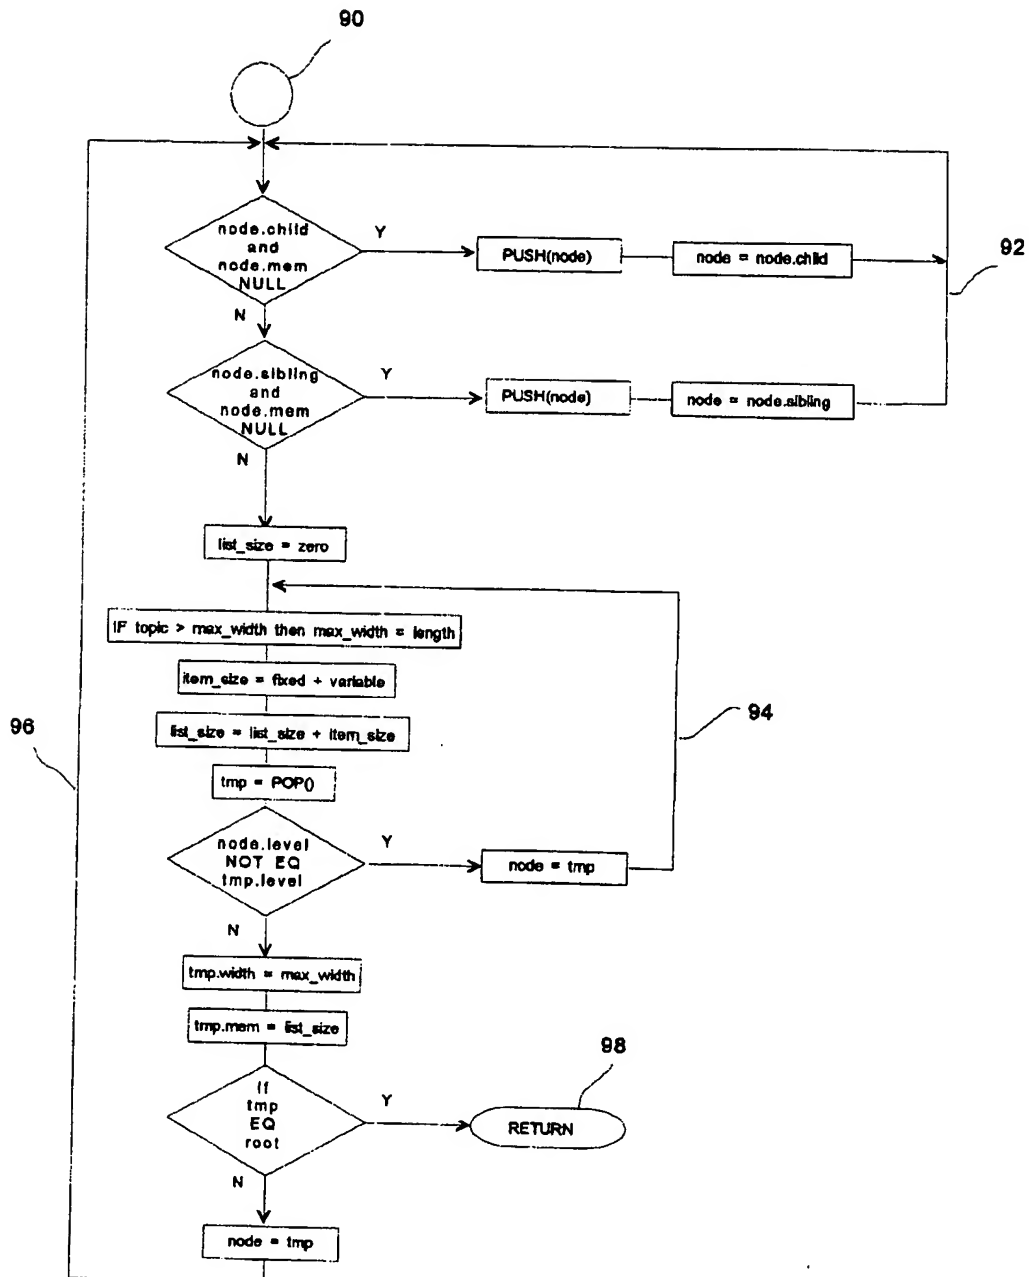 90
node.child
and
node.mem
NULL
Y
PUSH(node)
node = node.child
92
N
node.sibling
and
node.mem
NULL
Y
PUSH(node)
node = node.sibling
N
list_size = zero
IF topic > max_width then max_width = length
item_size = fixed + variable
list_size = list_size + item_size
94
96
tmp = POP()
node.level
NOT EQ
tmp.level
Y
node = tmp
N
tmp.width = max_width
tmp.mem = list_size
98
If
tmp
EQ
root
Y
RETURN
N
node = tmp